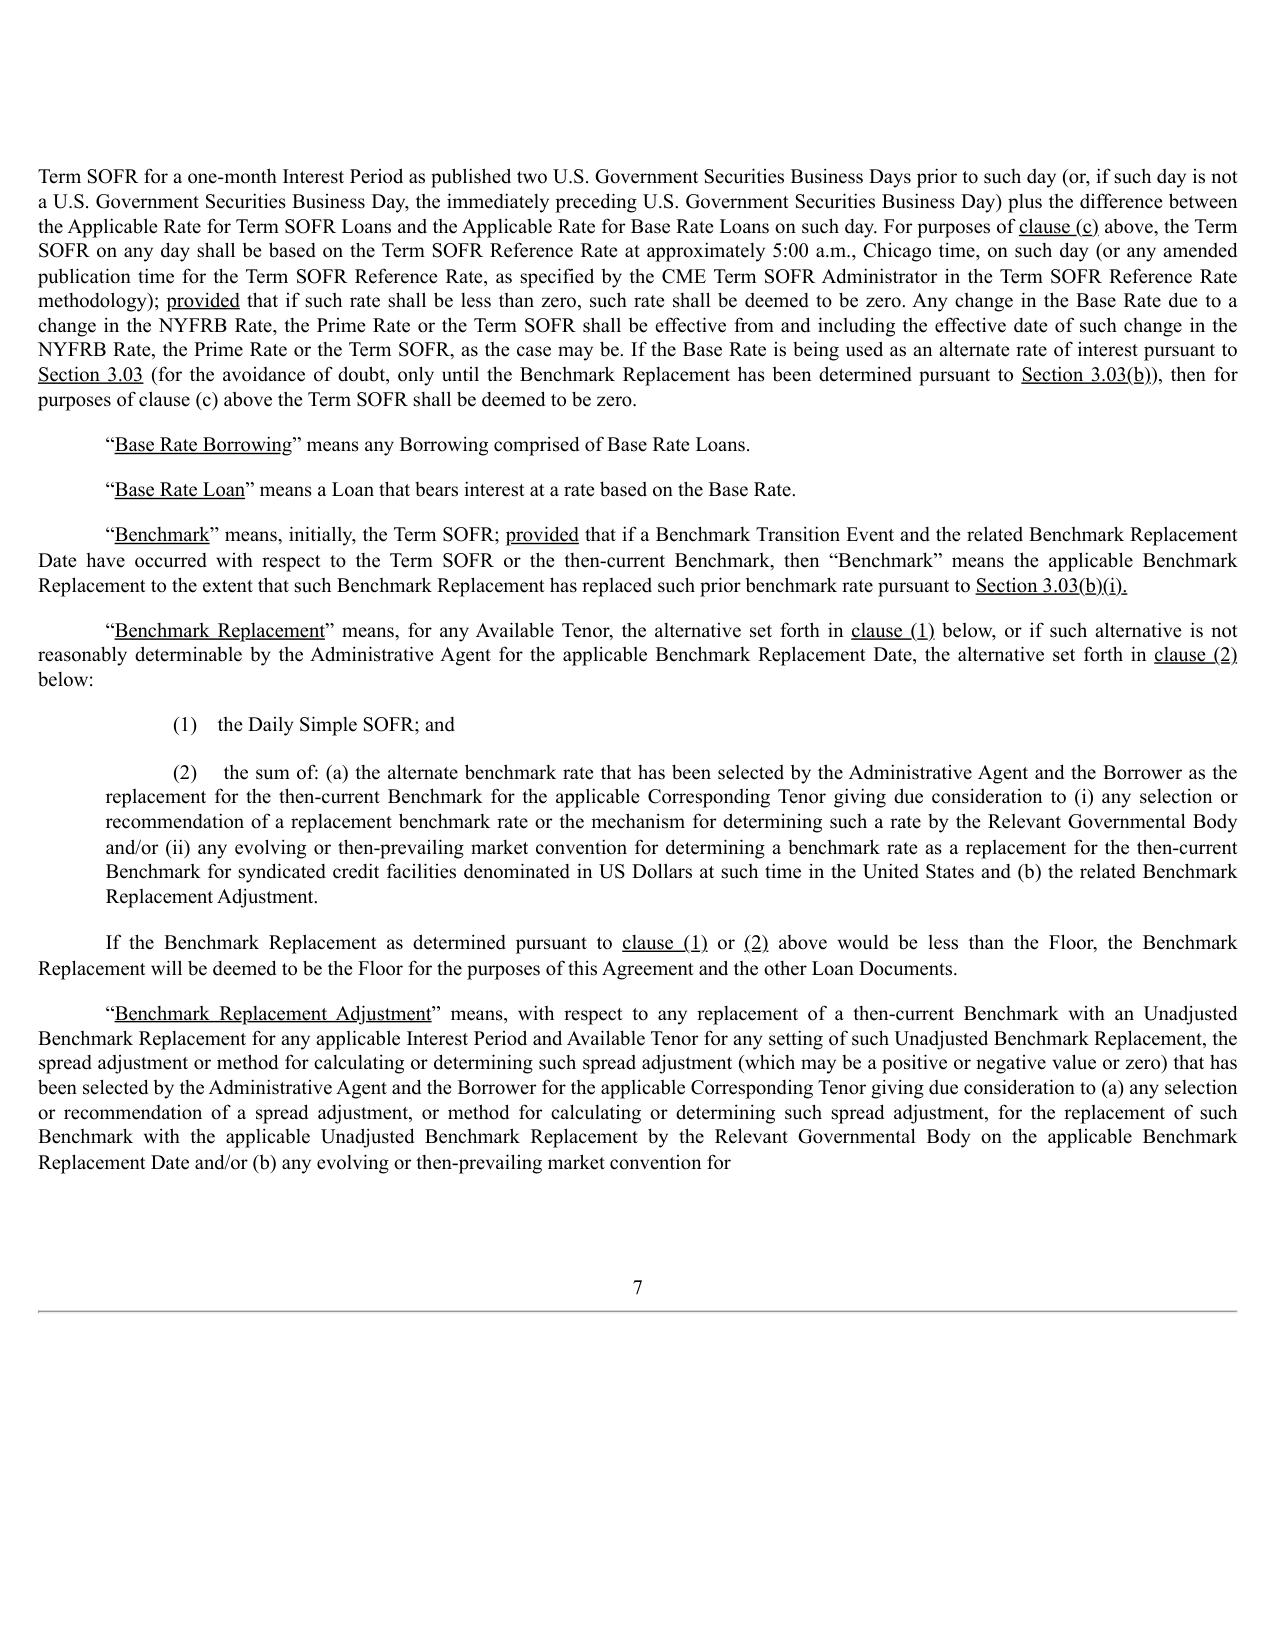 Term SOFR for a one-month Interest Period as published two U.S. Government Securities Business Days prior to such day (or, if such day is not
a U.S. Government Securities Business Day, the immediately preceding U.S. Government Securities Business Day) plus the difference between
the Applicable Rate for Term SOFR Loans and the Applicable Rate for Base Rate Loans on such day. For purposes of clause (c) above, the Term
SOFR on any day shall be based on the Term SOFR Reference Rate at approximately 5:00 a.m., Chicago time, on such day (or any amended
publication time for the Term SOFR Reference Rate, as specified by the CME Term SOFR Administrator in the Term SOFR Reference Rate
methodology); provided that if such rate shall be less than zero, such rate shall be deemed to be zero. Any change in the Base Rate due to a
change in the NYFRB Rate, the Prime Rate or the Term SOFR shall be effective from and including the effective date of such change in the
NYFRB Rate, the Prime Rate or the Term SOFR, as the case may be. If the Base Rate is being used as an alternate rate of interest pursuant to
Section 3.03 (for the avoidance of doubt, only until the Benchmark Replacement has been determined pursuant to Section 3.03(b)), then for
purposes of clause (c) above the Term SOFR shall be deemed to be zero.
“Base Rate Borrowing” means any Borrowing comprised of Base Rate Loans.
“Base Rate Loan” means a Loan that bears interest at a rate based on the Base Rate.
“Benchmark” means, initially, the Term SOFR; provided that if a Benchmark Transition Event and the related Benchmark Replacement
Date have occurred with respect to the Term SOFR or the then-current Benchmark, then “Benchmark” means the applicable Benchmark
Replacement to the extent that such Benchmark Replacement has replaced such prior benchmark rate pursuant to Section 3.03(b)(i).
“Benchmark Replacement” means, for any Available Tenor, the alternative set forth in clause (1) below, or if such alternative is not
reasonably determinable by the Administrative Agent for the applicable Benchmark Replacement Date, the alternative set forth in clause (2)
below:
(1) the Daily Simple SOFR; and
(2) the sum of: (a) the alternate benchmark rate that has been selected by the Administrative Agent and the Borrower as the
replacement for the then-current Benchmark for the applicable Corresponding Tenor giving due consideration to (i) any selection or
recommendation of a replacement benchmark rate or the mechanism for determining such a rate by the Relevant Governmental Body
and/or (ii) any evolving or then-prevailing market convention for determining a benchmark rate as a replacement for the then-current
Benchmark for syndicated credit facilities denominated in US Dollars at such time in the United States and (b) the related Benchmark
Replacement Adjustment.
If the Benchmark Replacement as determined pursuant to clause (1) or (2) above would be less than the Floor, the Benchmark
Replacement will be deemed to be the Floor for the purposes of this Agreement and the other Loan Documents.
“Benchmark Replacement Adjustment” means, with respect to any replacement of a then-current Benchmark with an Unadjusted
Benchmark Replacement for any applicable Interest Period and Available Tenor for any setting of such Unadjusted Benchmark Replacement, the
spread adjustment or method for calculating or determining such spread adjustment (which may be a positive or negative value or zero) that has
been selected by the Administrative Agent and the Borrower for the applicable Corresponding Tenor giving due consideration to (a) any selection
or recommendation of a spread adjustment, or method for calculating or determining such spread adjustment, for the replacement of such
Benchmark with the applicable Unadjusted Benchmark Replacement by the Relevant Governmental Body on the applicable Benchmark
Replacement Date and/or (b) any evolving or then-prevailing market convention for
7